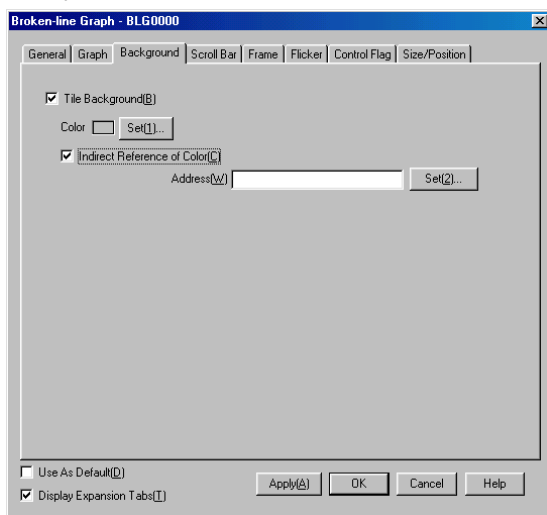 Broken-line Graph - BLG0000
General Graph Background Scroll Bar Frame Flicker Control Flag Size/Position
Tile Background(B)
Color Set(1)...
Indirect Reference of Color(C)
Address(W) Set(2)...
Use As Default(D)
Display Expansion Tabs(T)
Apply(A) OK Cancel Help